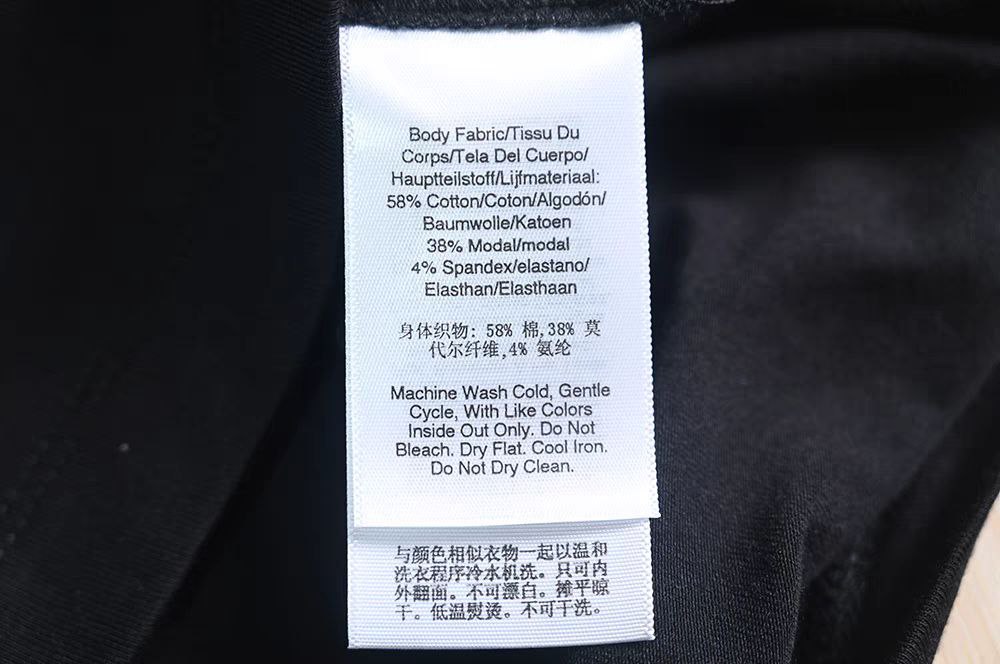 Body Fabric/Tissu Du
Corps/Tela Del Cuerpo/
Hauptteilstoff/Lijfmateriaal:
58% Cotton/Coton/Algodón/
Baumwolle/Katoen
38% Modal/modal
4% Spandex/elastano/
Elasthan/Elasthaan
身体织物: 58% 棉,38% 莫
代尔纤维,4% 氨纶
Machine Wash Cold, Gentle
Cycle, With Like Colors
Inside Out Only. Do Not
Bleach. Dry Flat. Cool Iron.
Do Not Dry Clean.
与颜色相似衣物一起以温和
洗衣程序冷水机洗。只可内
外翻面。不可漂白。摊平晾
干。低温熨烫。不可干洗。